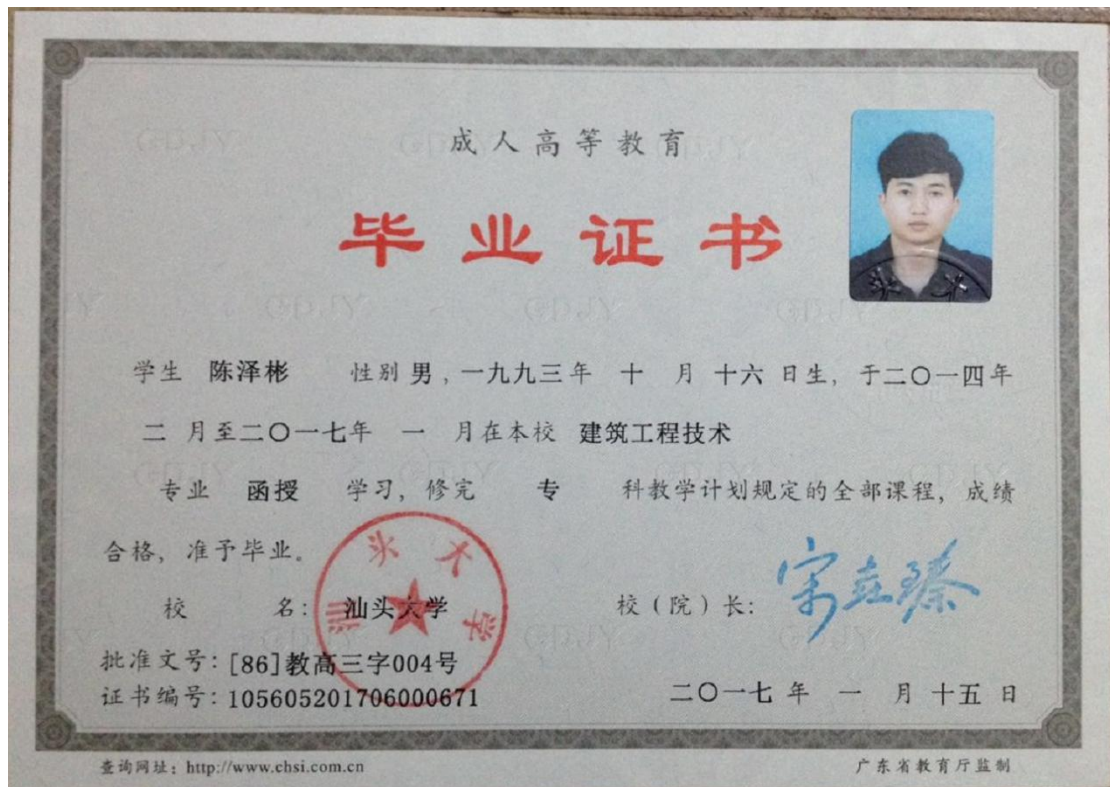 成人高等教育
毕业证书
学生 陈泽彬 性别 男,一九九三年 十 月 十六 日生,于二〇一四年
二 月至二〇一七年 一 月在本校 建筑工程技术
专业 函授 学习,修完 专 科教学计划规定的全部课程,成绩
合格,准予毕业。
校 名: 汕头大学 校(院)长:
汕头大学
批准文号:[86]教高三字004号
证书编号:105605201706000671 二〇一七 年 一 月 十五 日
查询网址:http://www.chsi.com.cn 广东省教育厅监制
GDJY